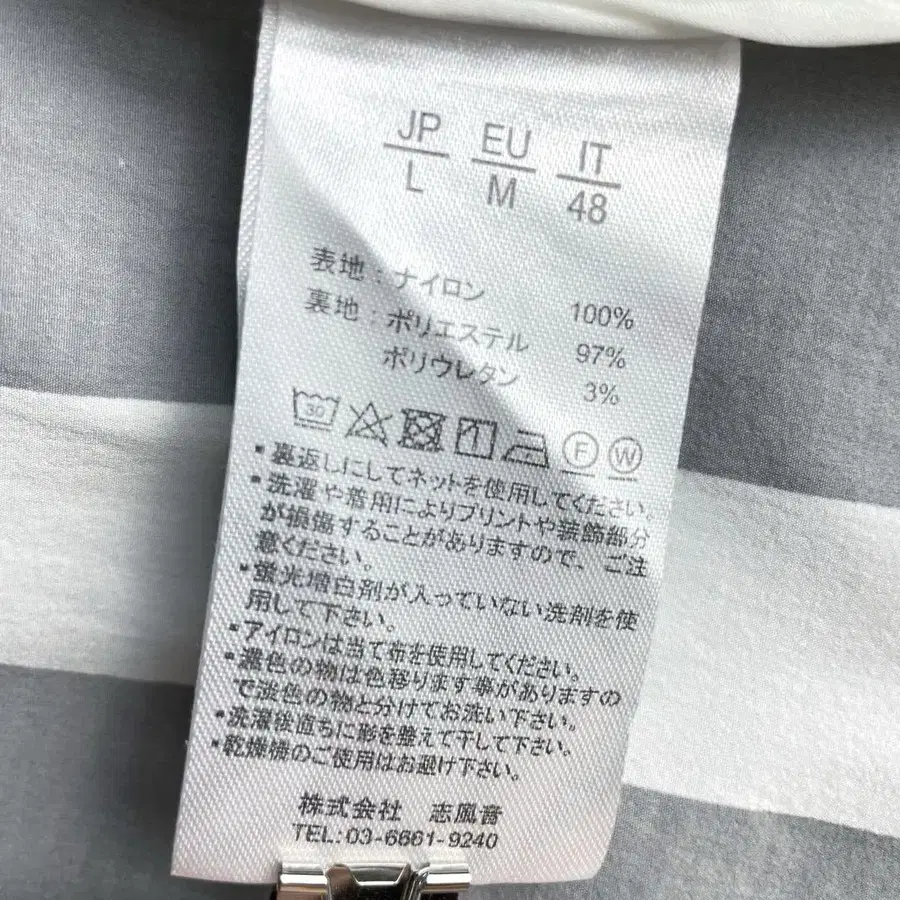 JP EU IT
L M 48
表地：ナイロン 100%
裏地：ポリエステル 97%
ポリウレタン 3%
30 F W
▪裏返しにしてネットを使用してください。
▪洗濯や着用によりプリントや装飾部分
が損傷することがありますので、ご注
意ください。
▪蛍光増白剤が入っていない洗剤を使
用して下さい。
▪アイロンは当て布を使用してください。
▪濃色の物は色移ります事がありますの
で淡色の物と分けてお洗い下さい。
▪洗濯後直ちに形を整えて干して下さい。
▪乾燥機のご使用はお避け下さい。
株式会社 志風音
TEL:03-6661-9240